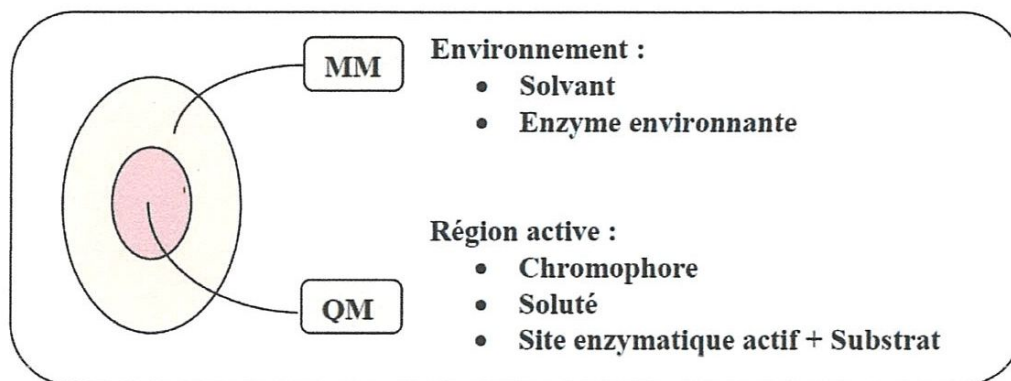 MM
Environnement :
• Solvant
• Enzyme environnante
Région active :
• Chromophore
• Soluté
• Site enzymatique actif + Substrat
QM